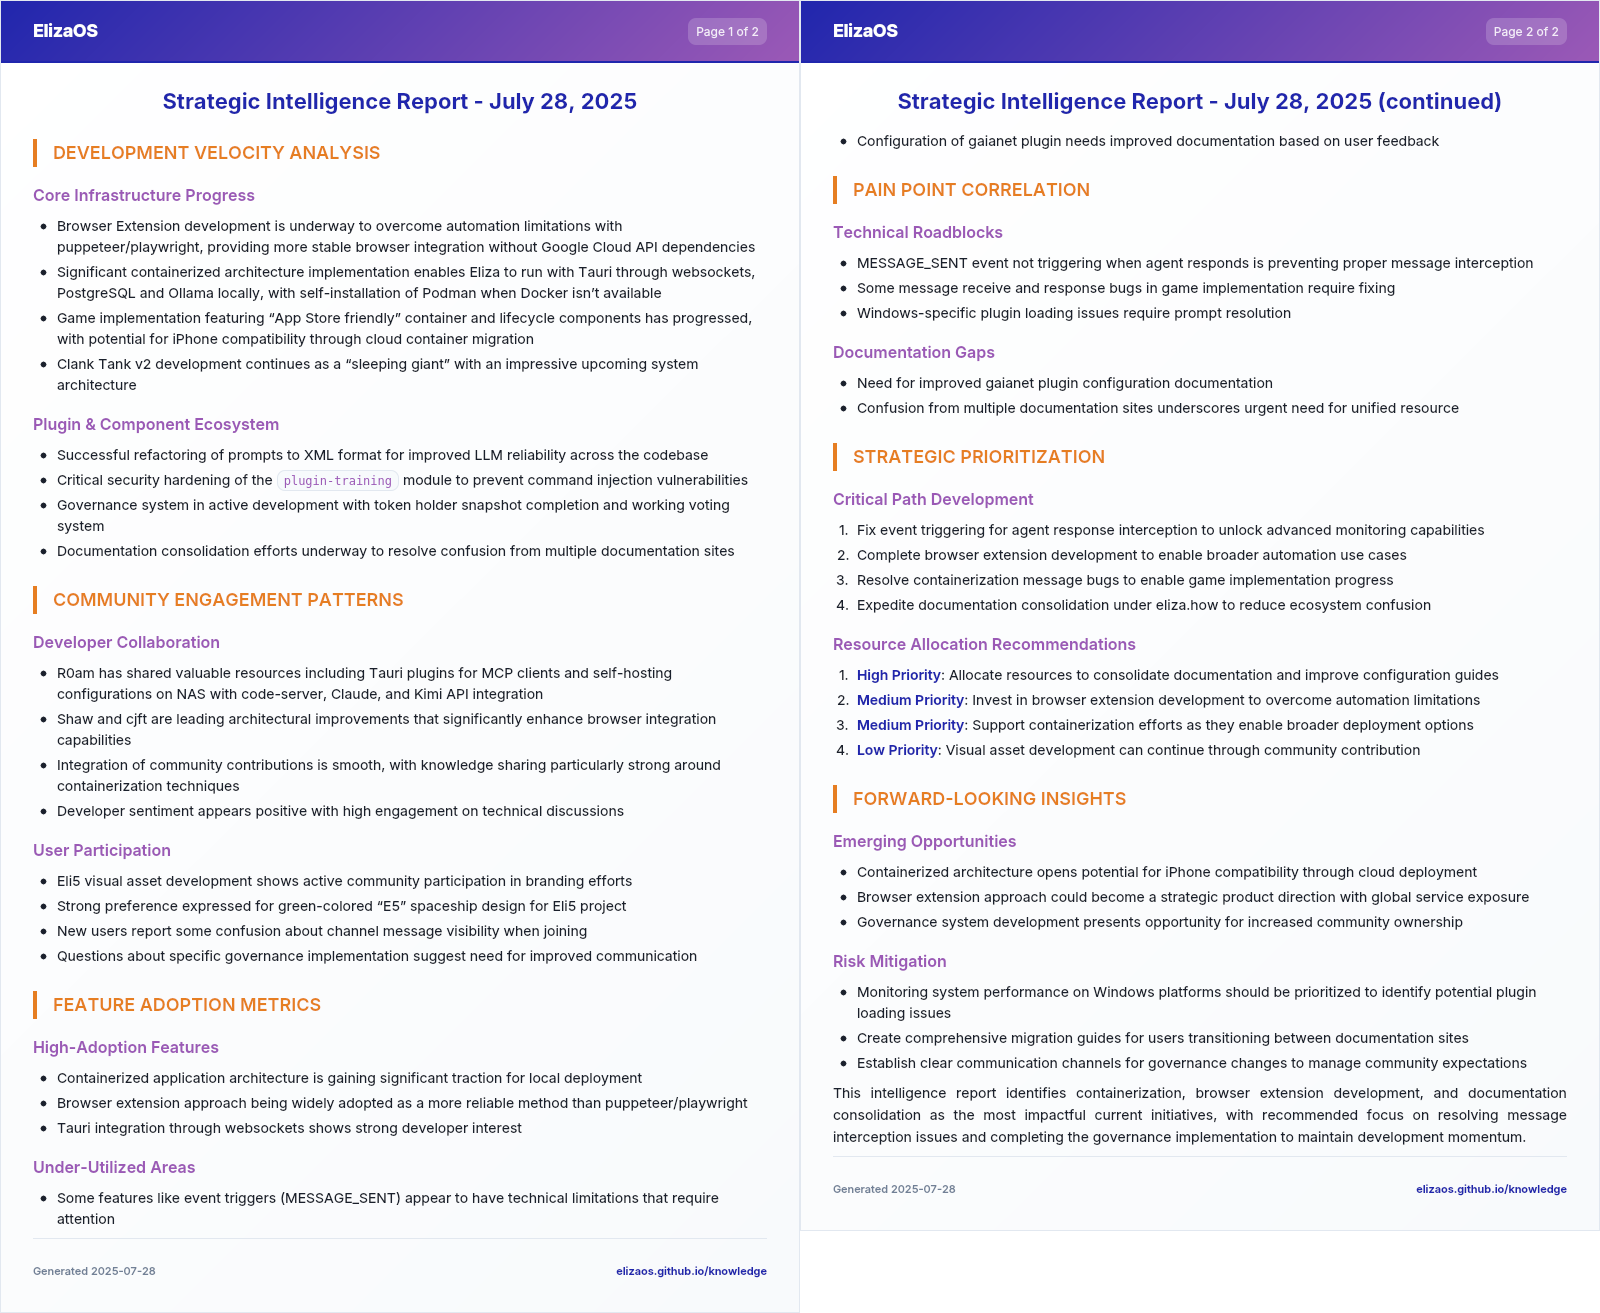 ElizaOS
Page 1 of 2
Strategic Intelligence Report - July 28, 2025
DEVELOPMENT VELOCITY ANALYSIS
Core Infrastructure Progress
• Browser Extension development is underway to overcome automation limitations with
puppeteer/playwright, providing more stable browser integration without Google Cloud API dependencies
• Significant containerized architecture implementation enables Eliza to run with Tauri through websockets,
PostgreSQL and Ollama locally, with self-installation of Podman when Docker isn’t available
• Game implementation featuring “App Store friendly” container and lifecycle components has progressed,
with potential for iPhone compatibility through cloud container migration
• Clank Tank v2 development continues as a “sleeping giant” with an impressive upcoming system
architecture
Plugin & Component Ecosystem
• Successful refactoring of prompts to XML format for improved LLM reliability across the codebase
• Critical security hardening of the plugin-training module to prevent command injection vulnerabilities
• Governance system in active development with token holder snapshot completion and working voting
system
• Documentation consolidation efforts underway to resolve confusion from multiple documentation sites
COMMUNITY ENGAGEMENT PATTERNS
Developer Collaboration
• R0am has shared valuable resources including Tauri plugins for MCP clients and self-hosting
configurations on NAS with code-server, Claude, and Kimi API integration
• Shaw and cjft are leading architectural improvements that significantly enhance browser integration
capabilities
• Integration of community contributions is smooth, with knowledge sharing particularly strong around
containerization techniques
• Developer sentiment appears positive with high engagement on technical discussions
User Participation
• Eli5 visual asset development shows active community participation in branding efforts
• Strong preference expressed for green-colored “E5” spaceship design for Eli5 project
• New users report some confusion about channel message visibility when joining
• Questions about specific governance implementation suggest need for improved communication
FEATURE ADOPTION METRICS
High-Adoption Features
• Containerized application architecture is gaining significant traction for local deployment
• Browser extension approach being widely adopted as a more reliable method than puppeteer/playwright
• Tauri integration through websockets shows strong developer interest
Under-Utilized Areas
• Some features like event triggers (MESSAGE_SENT) appear to have technical limitations that require
attention
Generated 2025-07-28
elizaos.github.io/knowledge
ElizaOS
Page 2 of 2
Strategic Intelligence Report - July 28, 2025 (continued)
• Configuration of gaianet plugin needs improved documentation based on user feedback
PAIN POINT CORRELATION
Technical Roadblocks
• MESSAGE_SENT event not triggering when agent responds is preventing proper message interception
• Some message receive and response bugs in game implementation require fixing
• Windows-specific plugin loading issues require prompt resolution
Documentation Gaps
• Need for improved gaianet plugin configuration documentation
• Confusion from multiple documentation sites underscores urgent need for unified resource
STRATEGIC PRIORITIZATION
Critical Path Development
1. Fix event triggering for agent response interception to unlock advanced monitoring capabilities
2. Complete browser extension development to enable broader automation use cases
3. Resolve containerization message bugs to enable game implementation progress
4. Expedite documentation consolidation under eliza.how to reduce ecosystem confusion
Resource Allocation Recommendations
1. High Priority: Allocate resources to consolidate documentation and improve configuration guides
2. Medium Priority: Invest in browser extension development to overcome automation limitations
3. Medium Priority: Support containerization efforts as they enable broader deployment options
4. Low Priority: Visual asset development can continue through community contribution
FORWARD-LOOKING INSIGHTS
Emerging Opportunities
• Containerized architecture opens potential for iPhone compatibility through cloud deployment
• Browser extension approach could become a strategic product direction with global service exposure
• Governance system development presents opportunity for increased community ownership
Risk Mitigation
• Monitoring system performance on Windows platforms should be prioritized to identify potential plugin
loading issues
• Create comprehensive migration guides for users transitioning between documentation sites
• Establish clear communication channels for governance changes to manage community expectations
This intelligence report identifies containerization, browser extension development, and documentation
consolidation as the most impactful current initiatives, with recommended focus on resolving message
interception issues and completing the governance implementation to maintain development momentum.
Generated 2025-07-28
elizaos.github.io/knowledge